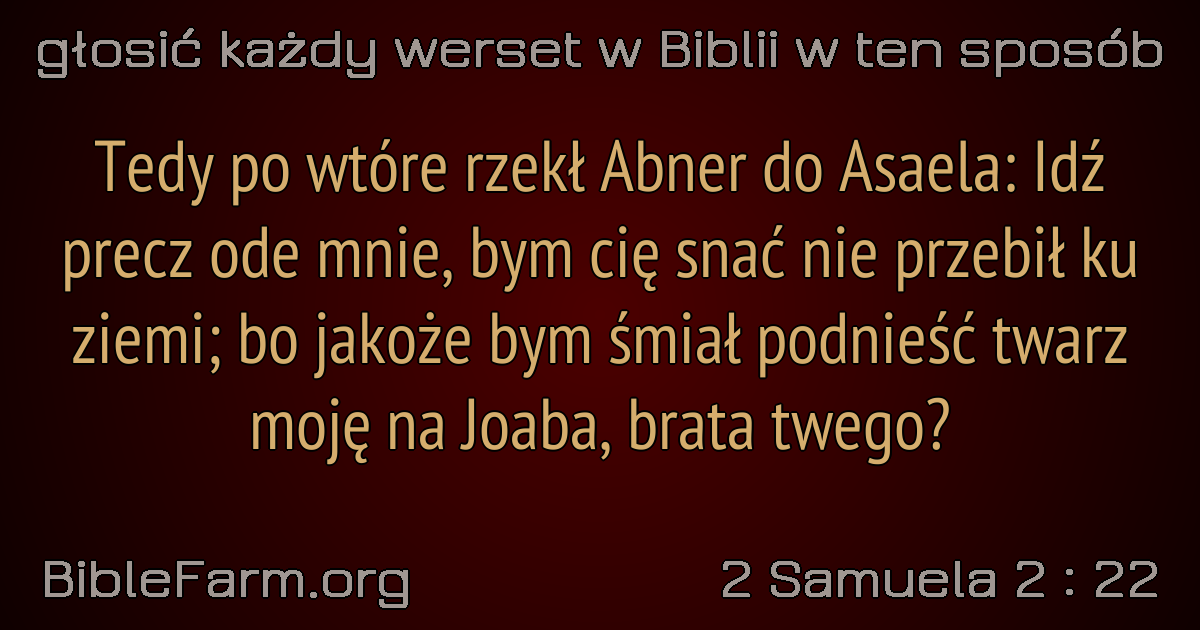 głosić każdy werset w Biblii w ten sposób
Tedy po wtóre rzekł Abner do Asaela: Idź
precz ode mnie, bym cię snać nie przebił ku
ziemi; bo jakoże bym śmiał podnieść twarz
moję na Joaba, brata twego?
BibleFarm.org
2 Samuela 2 : 22